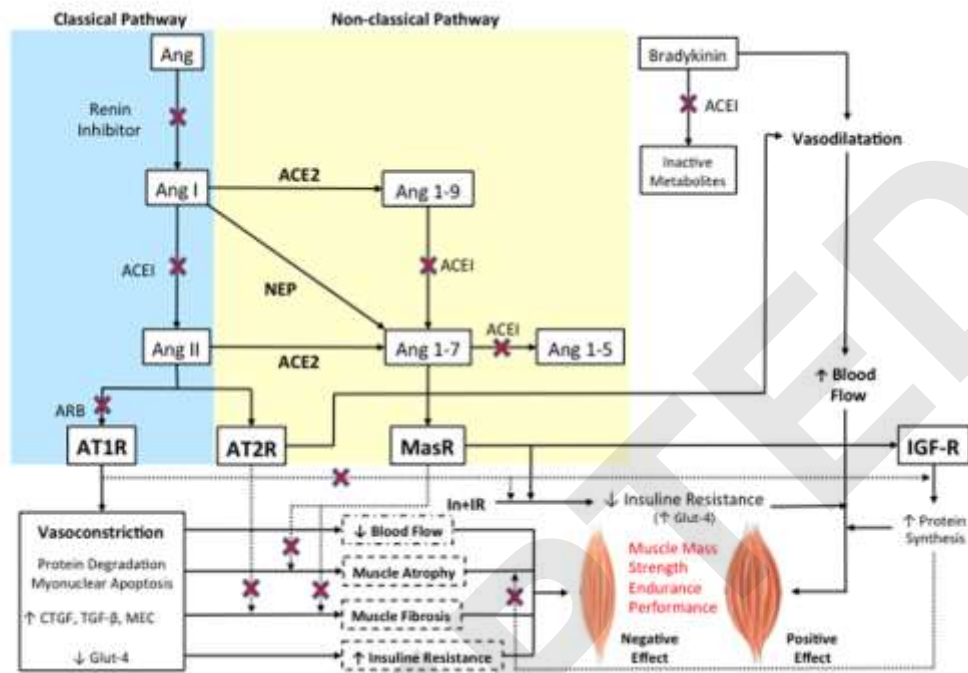 Classical Pathway
Non-classical Pathway
Ang
Bradykinin
Renin
Inhibitor
ACEI
Vasodilatation
Inactive
Metabolites
Ang I
ACE2
Ang 1-9
ACEI
ACEI
NEP
ACEI
Ang II
ACE2
Ang 1-7
Ang 1-5
↑ Blood
Flow
ARB
AT1R
AT2R
MasR
IGF-R
In+IR
↓ Insuline Resistance
(↑ Glut-4)
↑ Protein
Synthesis
Vasoconstriction
Protein Degradation
Myonuclear Apoptosis
↑ CTGF, TGF-β, MEC
↓ Glut-4
↓ Blood Flow
Muscle Atrophy
Muscle Fibrosis
↑ Insuline Resistance
Muscle Mass
Strength
Endurance
Performance
Negative
Effect
Positive
Effect